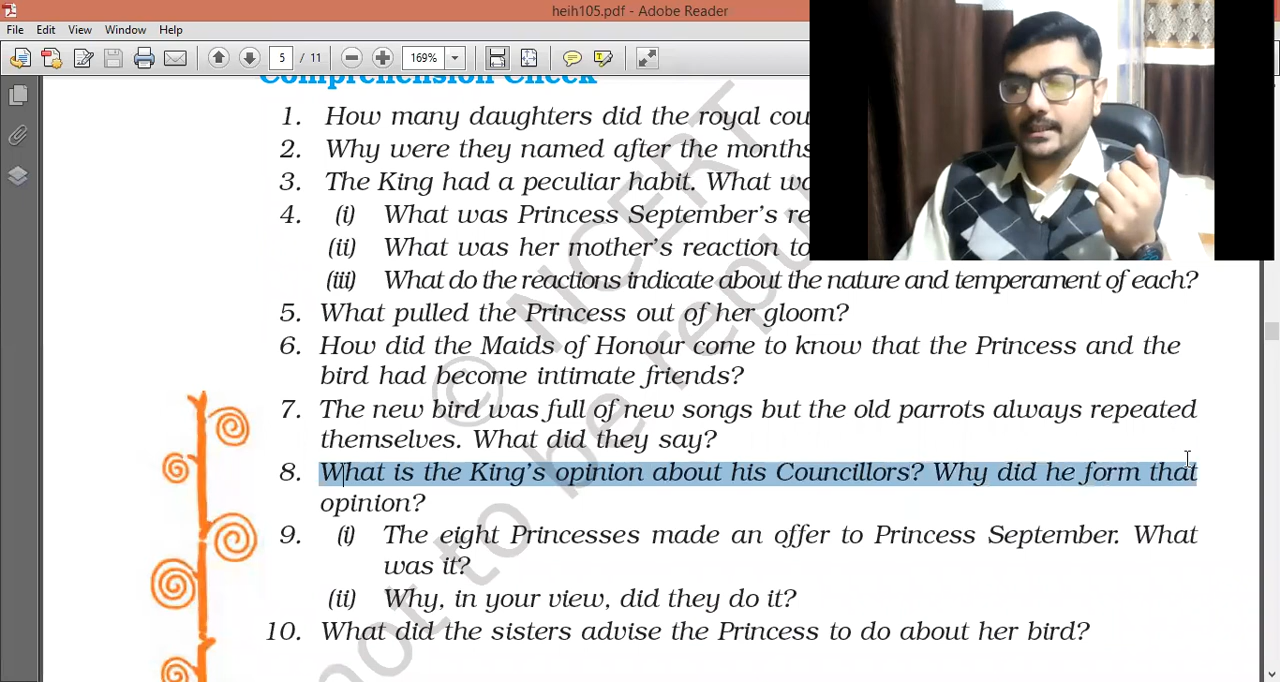 heih105.pdf - Adobe Reader
File Edit View Window Help
5 / 11 169%
Comprehension Check
1. How many daughters did the royal cou
2. Why were they named after the months
3. The King had a peculiar habit. What wa
4. (i) What was Princess September's re
(ii) What was her mother's reaction to
(iii) What do the reactions indicate about the nature and temperament of each?
5. What pulled the Princess out of her gloom?
6. How did the Maids of Honour come to know that the Princess and the
bird had become intimate friends?
7. The new bird was full of new songs but the old parrots always repeated
themselves. What did they say?
8. What is the King's opinion about his Councillors? Why did he form that
opinion?
9. (i) The eight Princesses made an offer to Princess September. What
was it?
(ii) Why, in your view, did they do it?
10. What did the sisters advise the Princess to do about her bird?
© NCERT
not to be repu